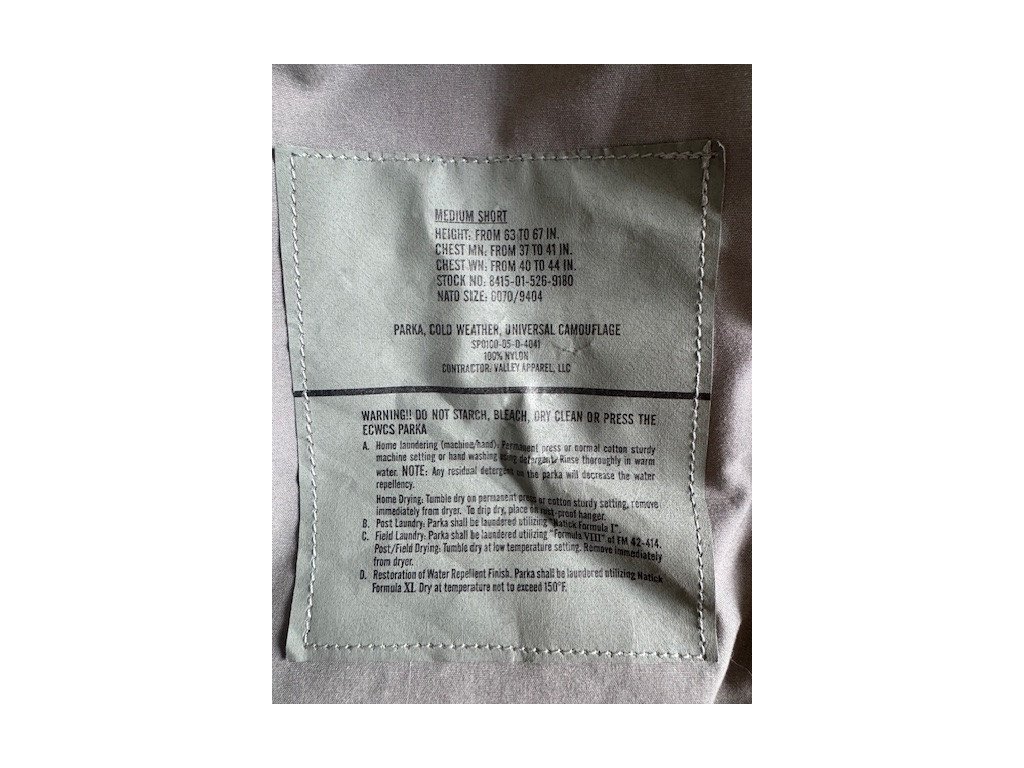 MEDIUM SHORT
HEIGHT: FROM 63 TO 67 IN.
CHEST MN: FROM 37 TO 41 IN.
CHEST WN: FROM 40 TO 44 IN.
STOCK NO: 8415-01-526-9180
NATO SIZE: 6070/9404
PARKA, COLD WEATHER, UNIVERSAL CAMOUFLAGE
SPO100-05-D-4041
100% NYLON
CONTRACTOR: VALLEY APPAREL, LLC
WARNING!! DO NOT STARCH, BLEACH, DRY CLEAN OR PRESS THE
ECWCS PARKA
A. Home laundering (machine/hand): Permanent press or normal cotton sturdy
machine setting or hand washing using detergent. Rinse thoroughly in warm
water. NOTE: Any residual detergent on the parka will decrease the water
repellency.
Home Drying: Tumble dry on permanent press or cotton sturdy setting, remove
immediately from dryer. To drip dry, place on rust-proof hanger.
B. Post Laundry: Parka shall be laundered utilizing "Natick Formula I".
C. Field Laundry: Parka shall be laundered utilizing "Formula VIII" of FM 42-414.
Post/Field Drying: Tumble dry at low temperature setting. Remove immediately
from dryer.
D. Restoration of Water Repellent Finish. Parka shall be laundered utilizing Natick
Formula XI. Dry at temperature not to exceed 150°F.